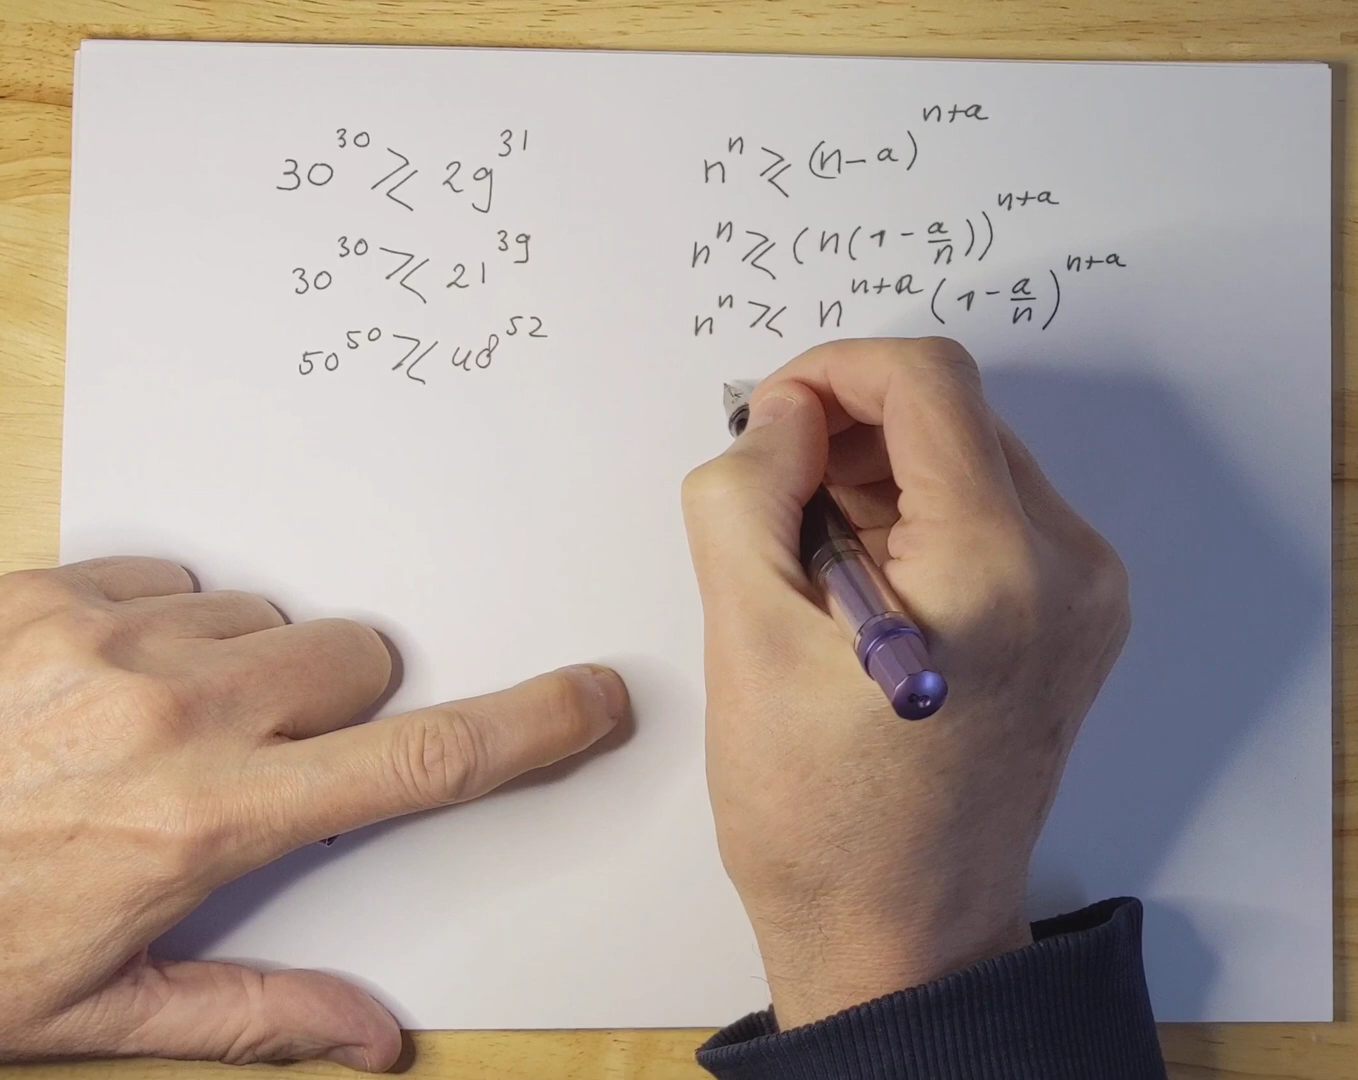 30^30 ≷ 29^31
30^30 ≷ 21^39
50^50 ≷ 48^52
n^n ≷ (n-a)^n+a
n^n ≷ (n(1-a/n))^n+a
n^n ≷ n^n+a (1-a/n)^n+a